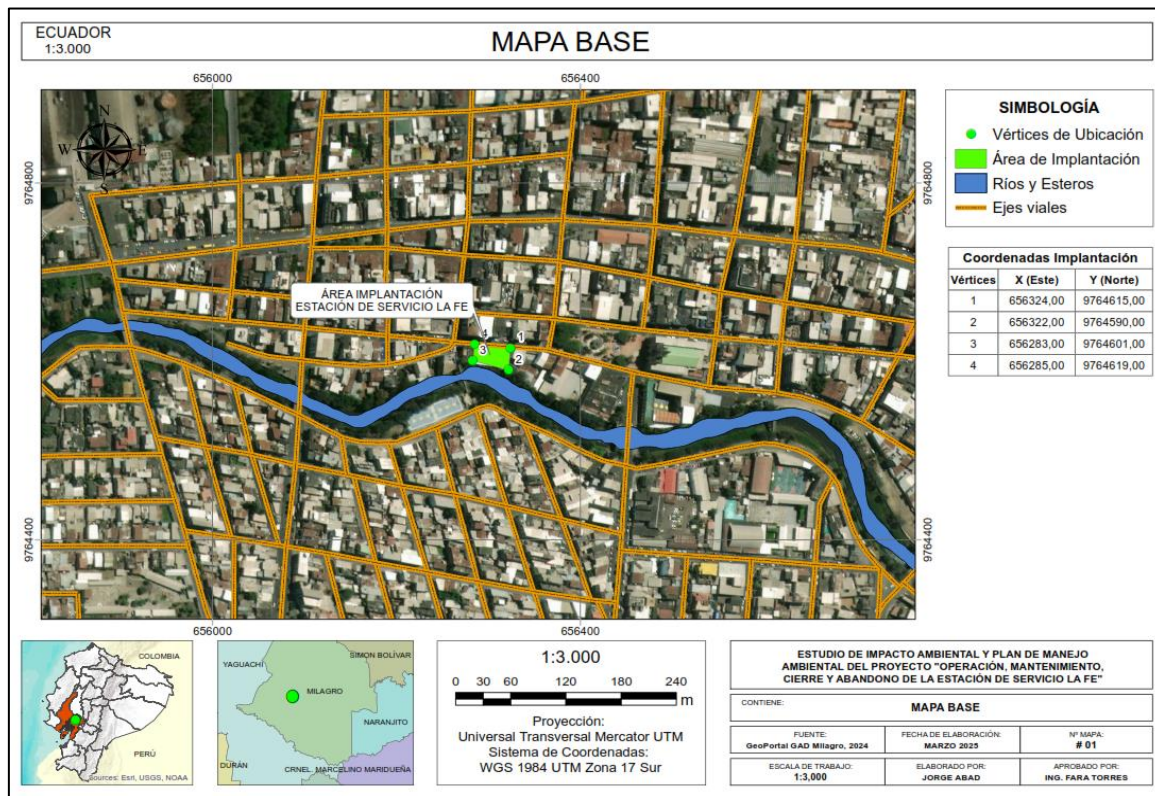 ECUADOR
1:3.000
MAPA BASE
656000
656400
9764800
9764800
9764400
9764400
N
W
E
S
ÁREA IMPLANTACIÓN
ESTACIÓN DE SERVICIO LA FE
4
1
3
2
656000
656400
SIMBOLOGÍA
Vértices de Ubicación
Área de Implantación
Ríos y Esteros
Ejes viales
Coordenadas Implantación
Vértices X (Este) Y (Norte)
1 656324,00 9764615,00
2 656322,00 9764590,00
3 656283,00 9764601,00
4 656285,00 9764619,00
COLOMBIA
PERÚ
Sources: Esri, USGS, NOAA
YAGUACHI
SIMON BOLÍVAR
MILAGRO
NARANJITO
DURÁN
CRNEL. MARCELINO MARIDUEÑA
1:3.000
0 30 60 120 180 240
m
Proyección:
Universal Transversal Mercator UTM
Sistema de Coordenadas:
WGS 1984 UTM Zona 17 Sur
ESTUDIO DE IMPACTO AMBIENTAL Y PLAN DE MANEJO
AMBIENTAL DEL PROYECTO "OPERACIÓN, MANTENIMIENTO,
CIERRE Y ABANDONO DE LA ESTACIÓN DE SERVICIO LA FE"
CONTIENE:
MAPA BASE
FUENTE:
GeoPortal GAD Milagro, 2024
FECHA DE ELABORACIÓN:
MARZO 2025
Nº MAPA:
# 01
ESCALA DE TRABAJO:
1:3,000
ELABORADO POR:
JORGE ABAD
APROBADO POR:
ING. FARA TORRES